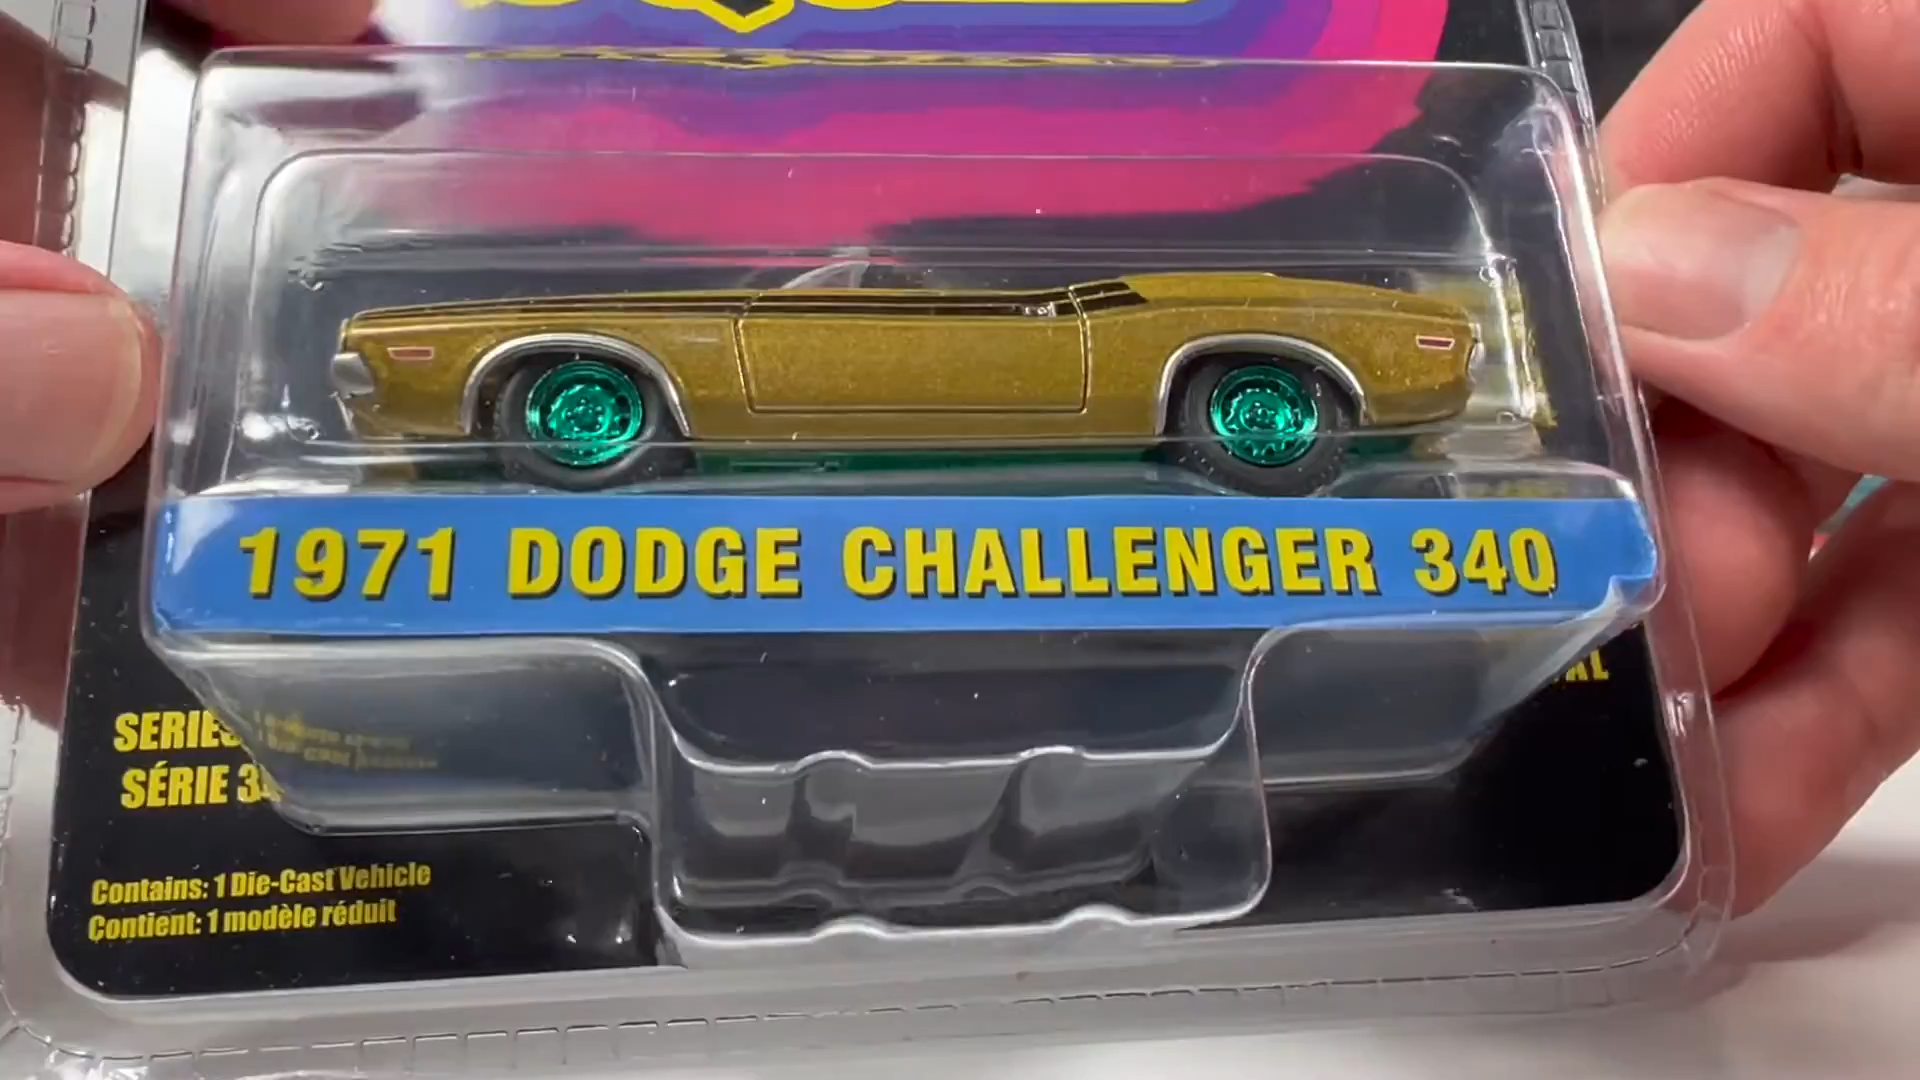 1971 DODGE CHALLENGER 340
SERIES
SÉRIE
Contains: 1 Die-Cast Vehicle
Contient: 1 modèle réduit